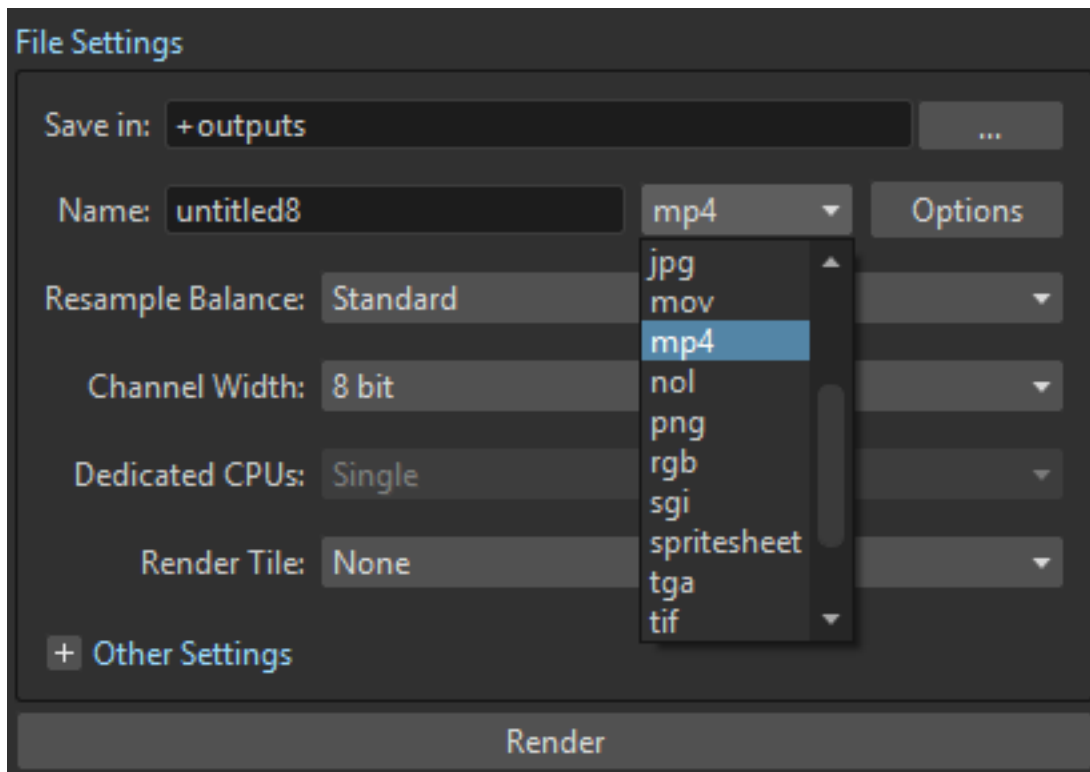 File Settings
Save in: +outputs ...
Name: untitled8 mp4 Options
jpg
mov
mp4
nol
png
rgb
sgi
spritesheet
tga
tif
Resample Balance: Standard
Channel Width: 8 bit
Dedicated CPUs: Single
Render Tile: None
+ Other Settings
Render